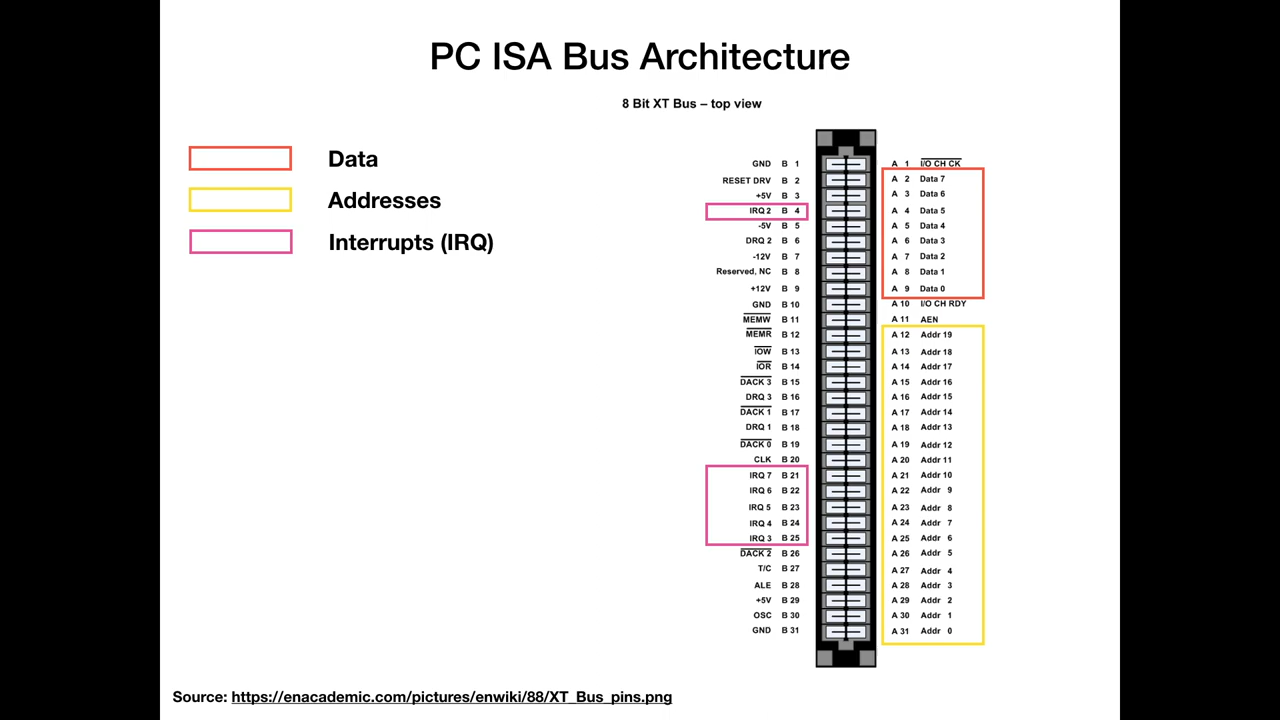 PC ISA Bus Architecture
8 Bit XT Bus – top view
Data
Addresses
Interrupts (IRQ)
GND B 1 A 1 I/O CH CK
RESET DRV B 2 A 2 Data 7
+5V B 3 A 3 Data 6
IRQ 2 B 4 A 4 Data 5
-5V B 5 A 5 Data 4
DRQ 2 B 6 A 6 Data 3
-12V B 7 A 7 Data 2
Reserved, NC B 8 A 8 Data 1
+12V B 9 A 9 Data 0
GND B 10 A 10 I/O CH RDY
MEMW B 11 A 11 AEN
MEMR B 12 A 12 Addr 19
IOW B 13 A 13 Addr 18
IOR B 14 A 14 Addr 17
DACK 3 B 15 A 15 Addr 16
DRQ 3 B 16 A 16 Addr 15
DACK 1 B 17 A 17 Addr 14
DRQ 1 B 18 A 18 Addr 13
DACK 0 B 19 A 19 Addr 12
CLK B 20 A 20 Addr 11
IRQ 7 B 21 A 21 Addr 10
IRQ 6 B 22 A 22 Addr 9
IRQ 5 B 23 A 23 Addr 8
IRQ 4 B 24 A 24 Addr 7
IRQ 3 B 25 A 25 Addr 6
DACK 2 B 26 A 26 Addr 5
T/C B 27 A 27 Addr 4
ALE B 28 A 28 Addr 3
+5V B 29 A 29 Addr 2
OSC B 30 A 30 Addr 1
GND B 31 A 31 Addr 0
Source: https://enacademic.com/pictures/enwiki/88/XT_Bus_pins.png